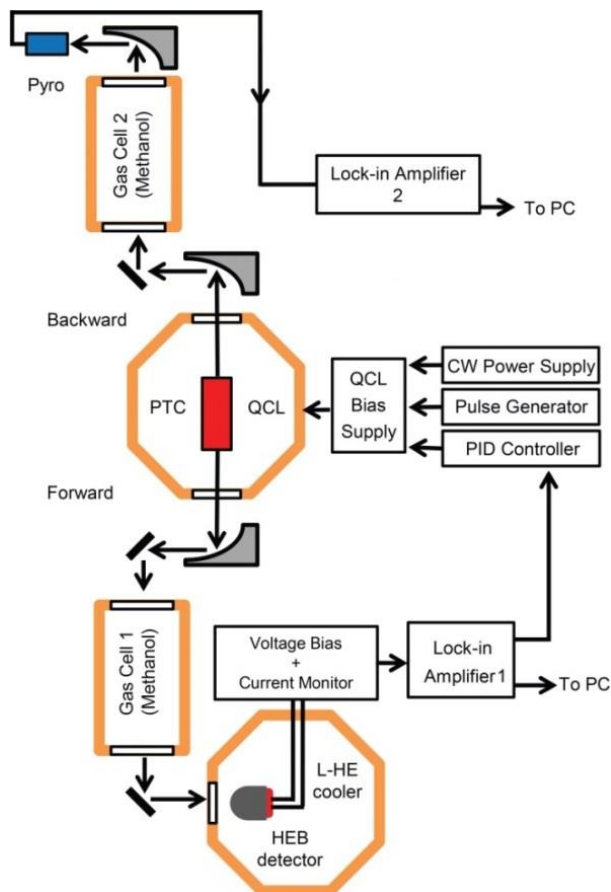 Pyro
Gas Cell 2
(Methanol)
Lock-in Amplifier
2
To PC
Backward
PTC
QCL
QCL
Bias
Supply
CW Power Supply
Pulse Generator
PID Controller
Forward
Gas Cell 1
(Methanol)
Voltage Bias
+
Current Monitor
Lock-in
Amplifier1
To PC
L-HE
cooler
HEB
detector